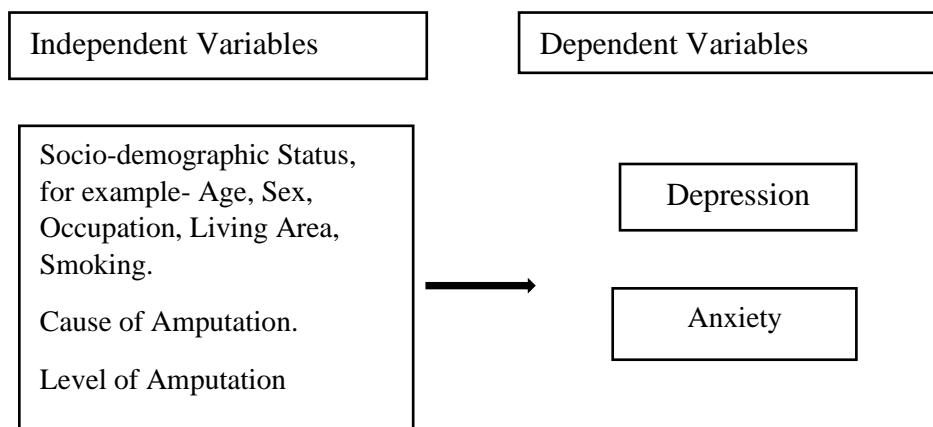 Independent Variables
Dependent Variables
Socio-demographic Status,
for example- Age, Sex,
Occupation, Living Area,
Smoking.
Cause of Amputation.
Level of Amputation
Depression
Anxiety